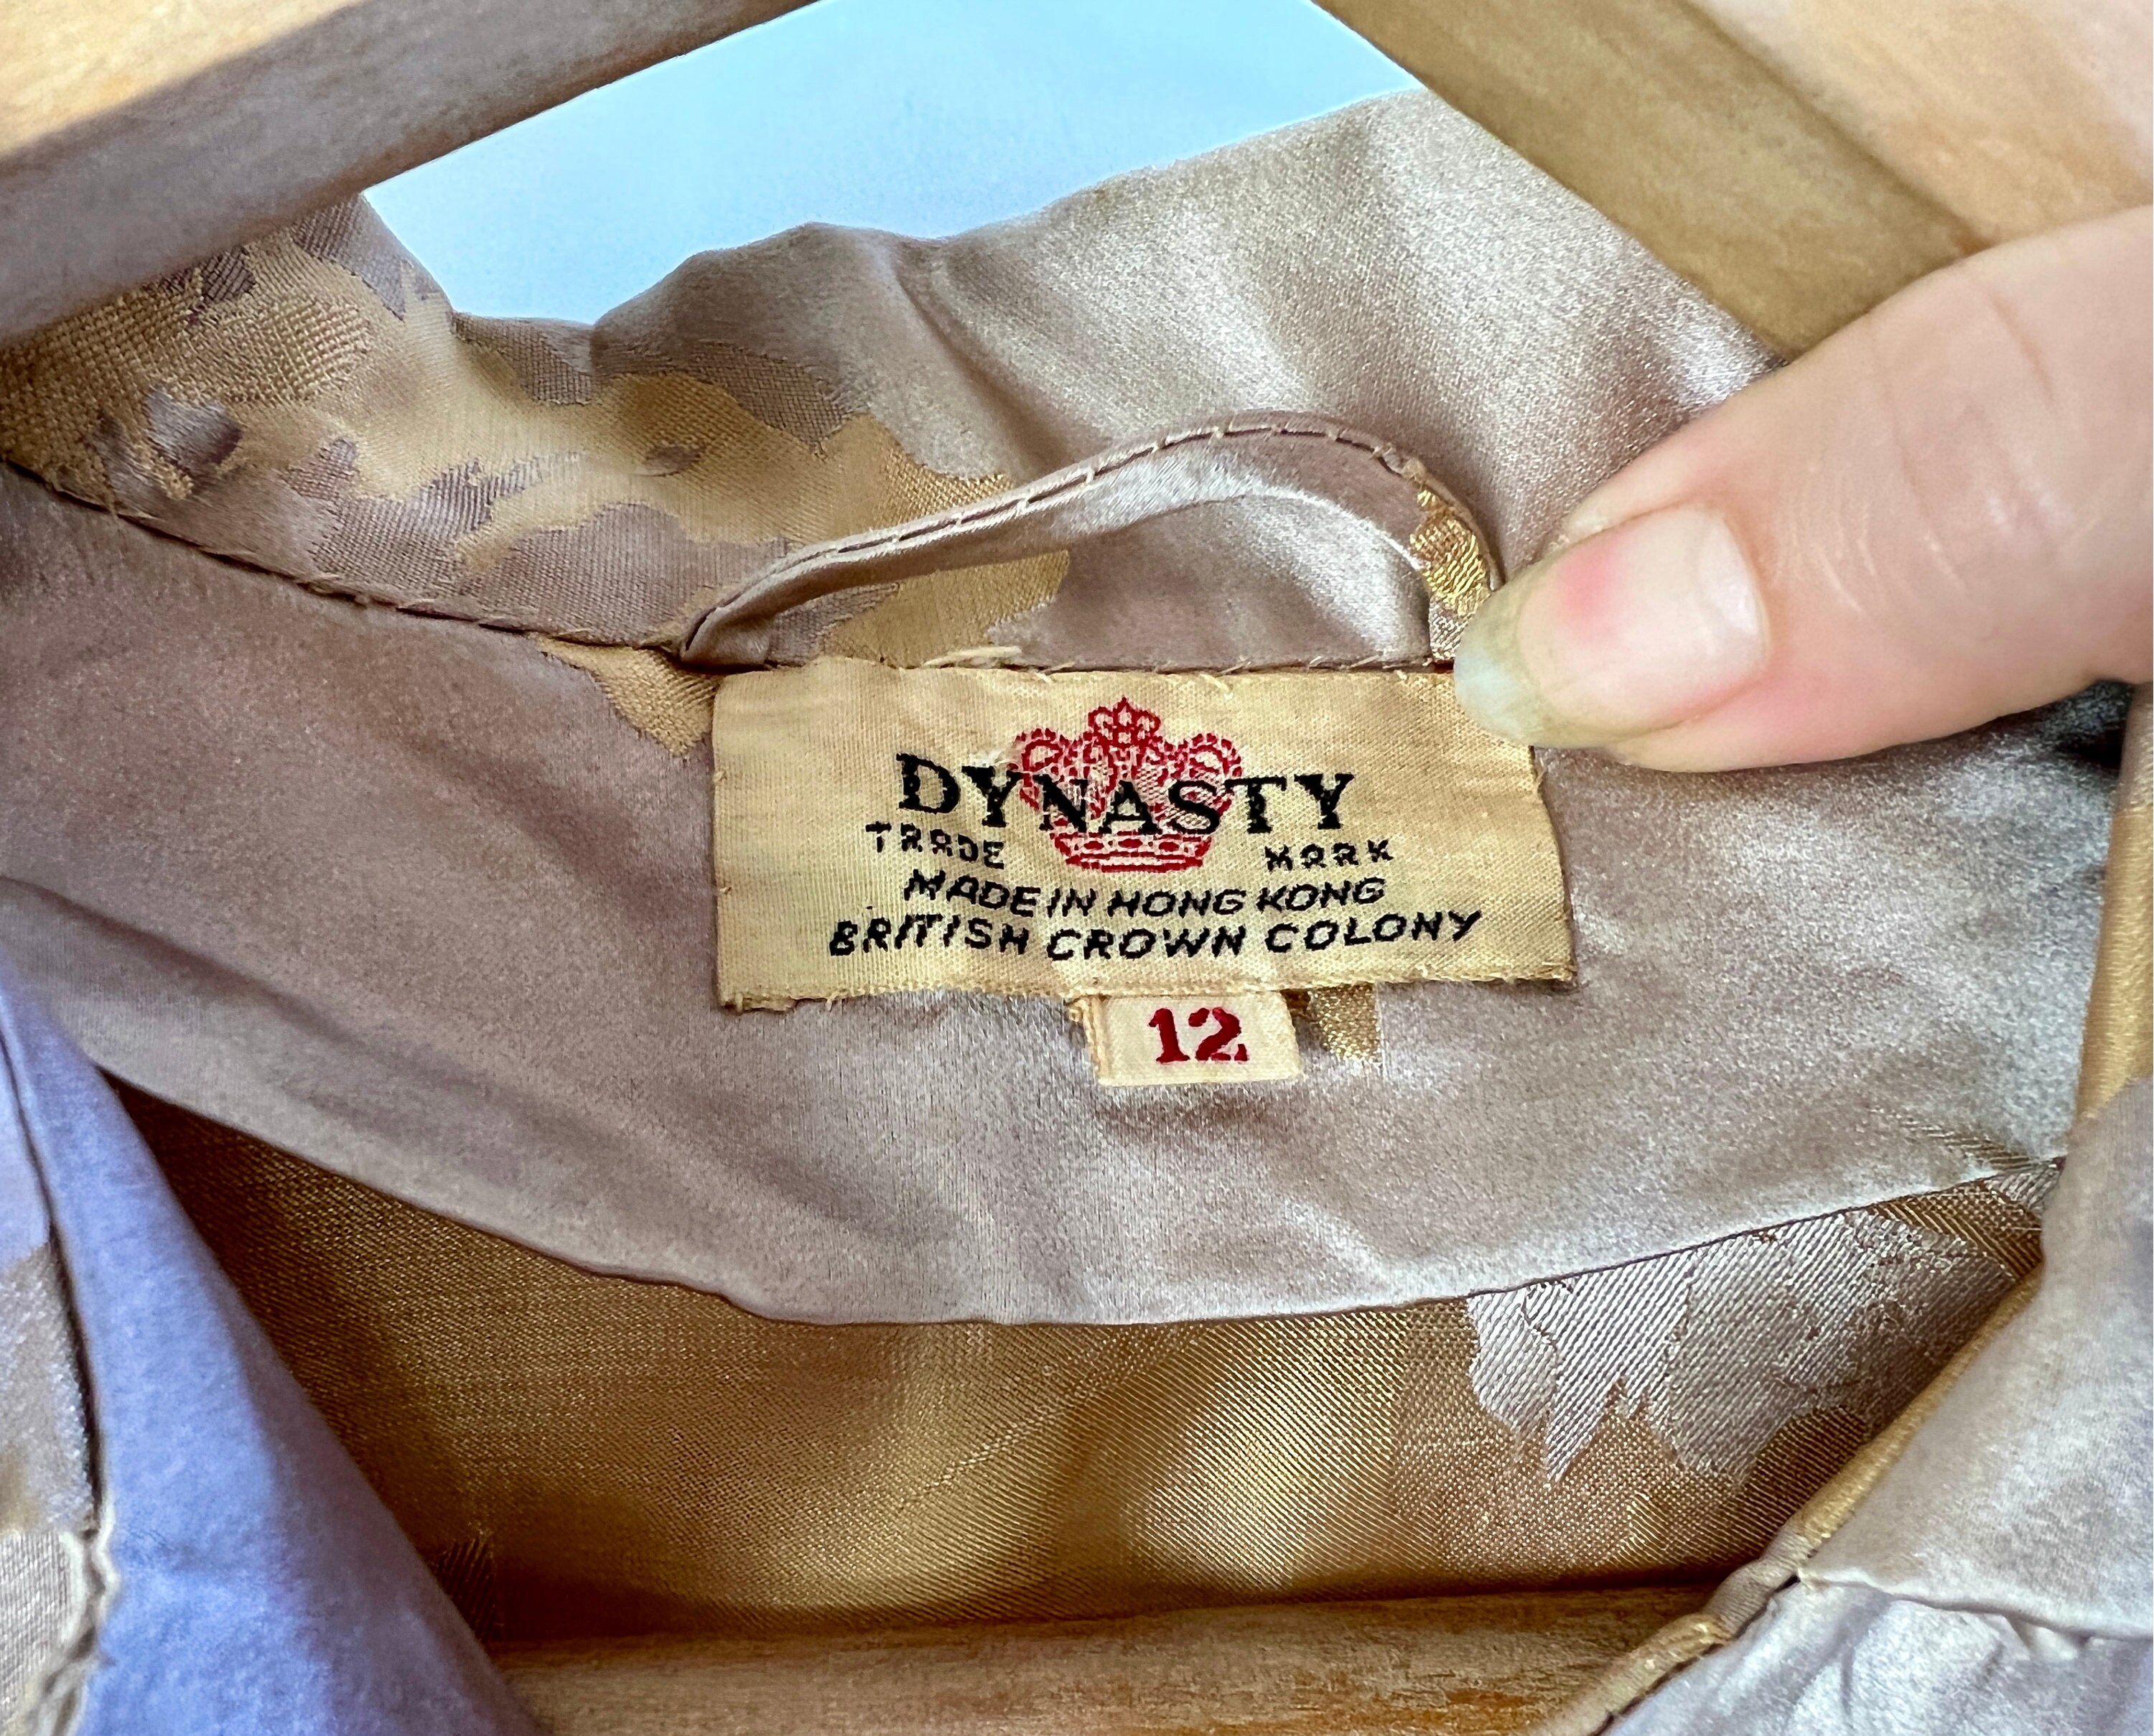 DYNASTY
TRADE MARK
MADE IN HONG KONG
BRITISH CROWN COLONY
12